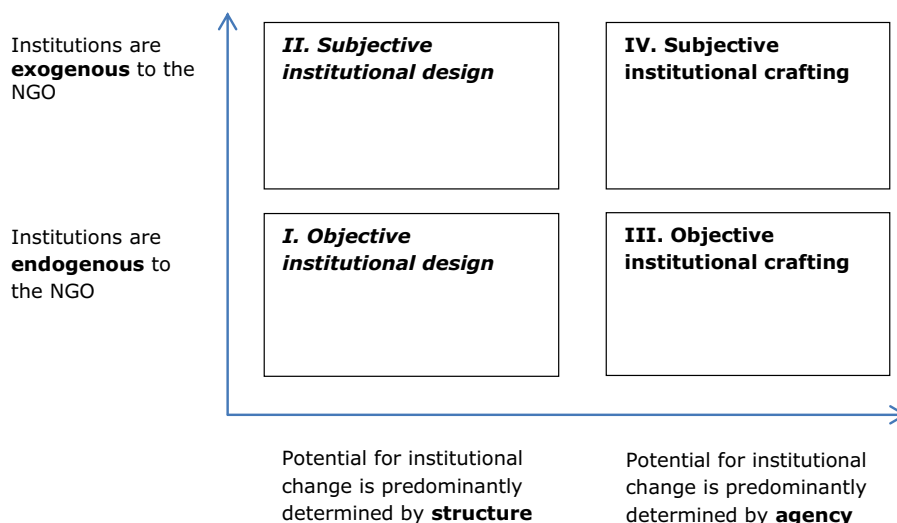 Institutions are
exogenous to the
NGO
II. Subjective
institutional design
IV. Subjective
institutional crafting
Institutions are
endogenous to
the NGO
I. Objective
institutional design
III. Objective
institutional crafting
Potential for institutional
change is predominantly
determined by structure
Potential for institutional
change is predominantly
determined by agency